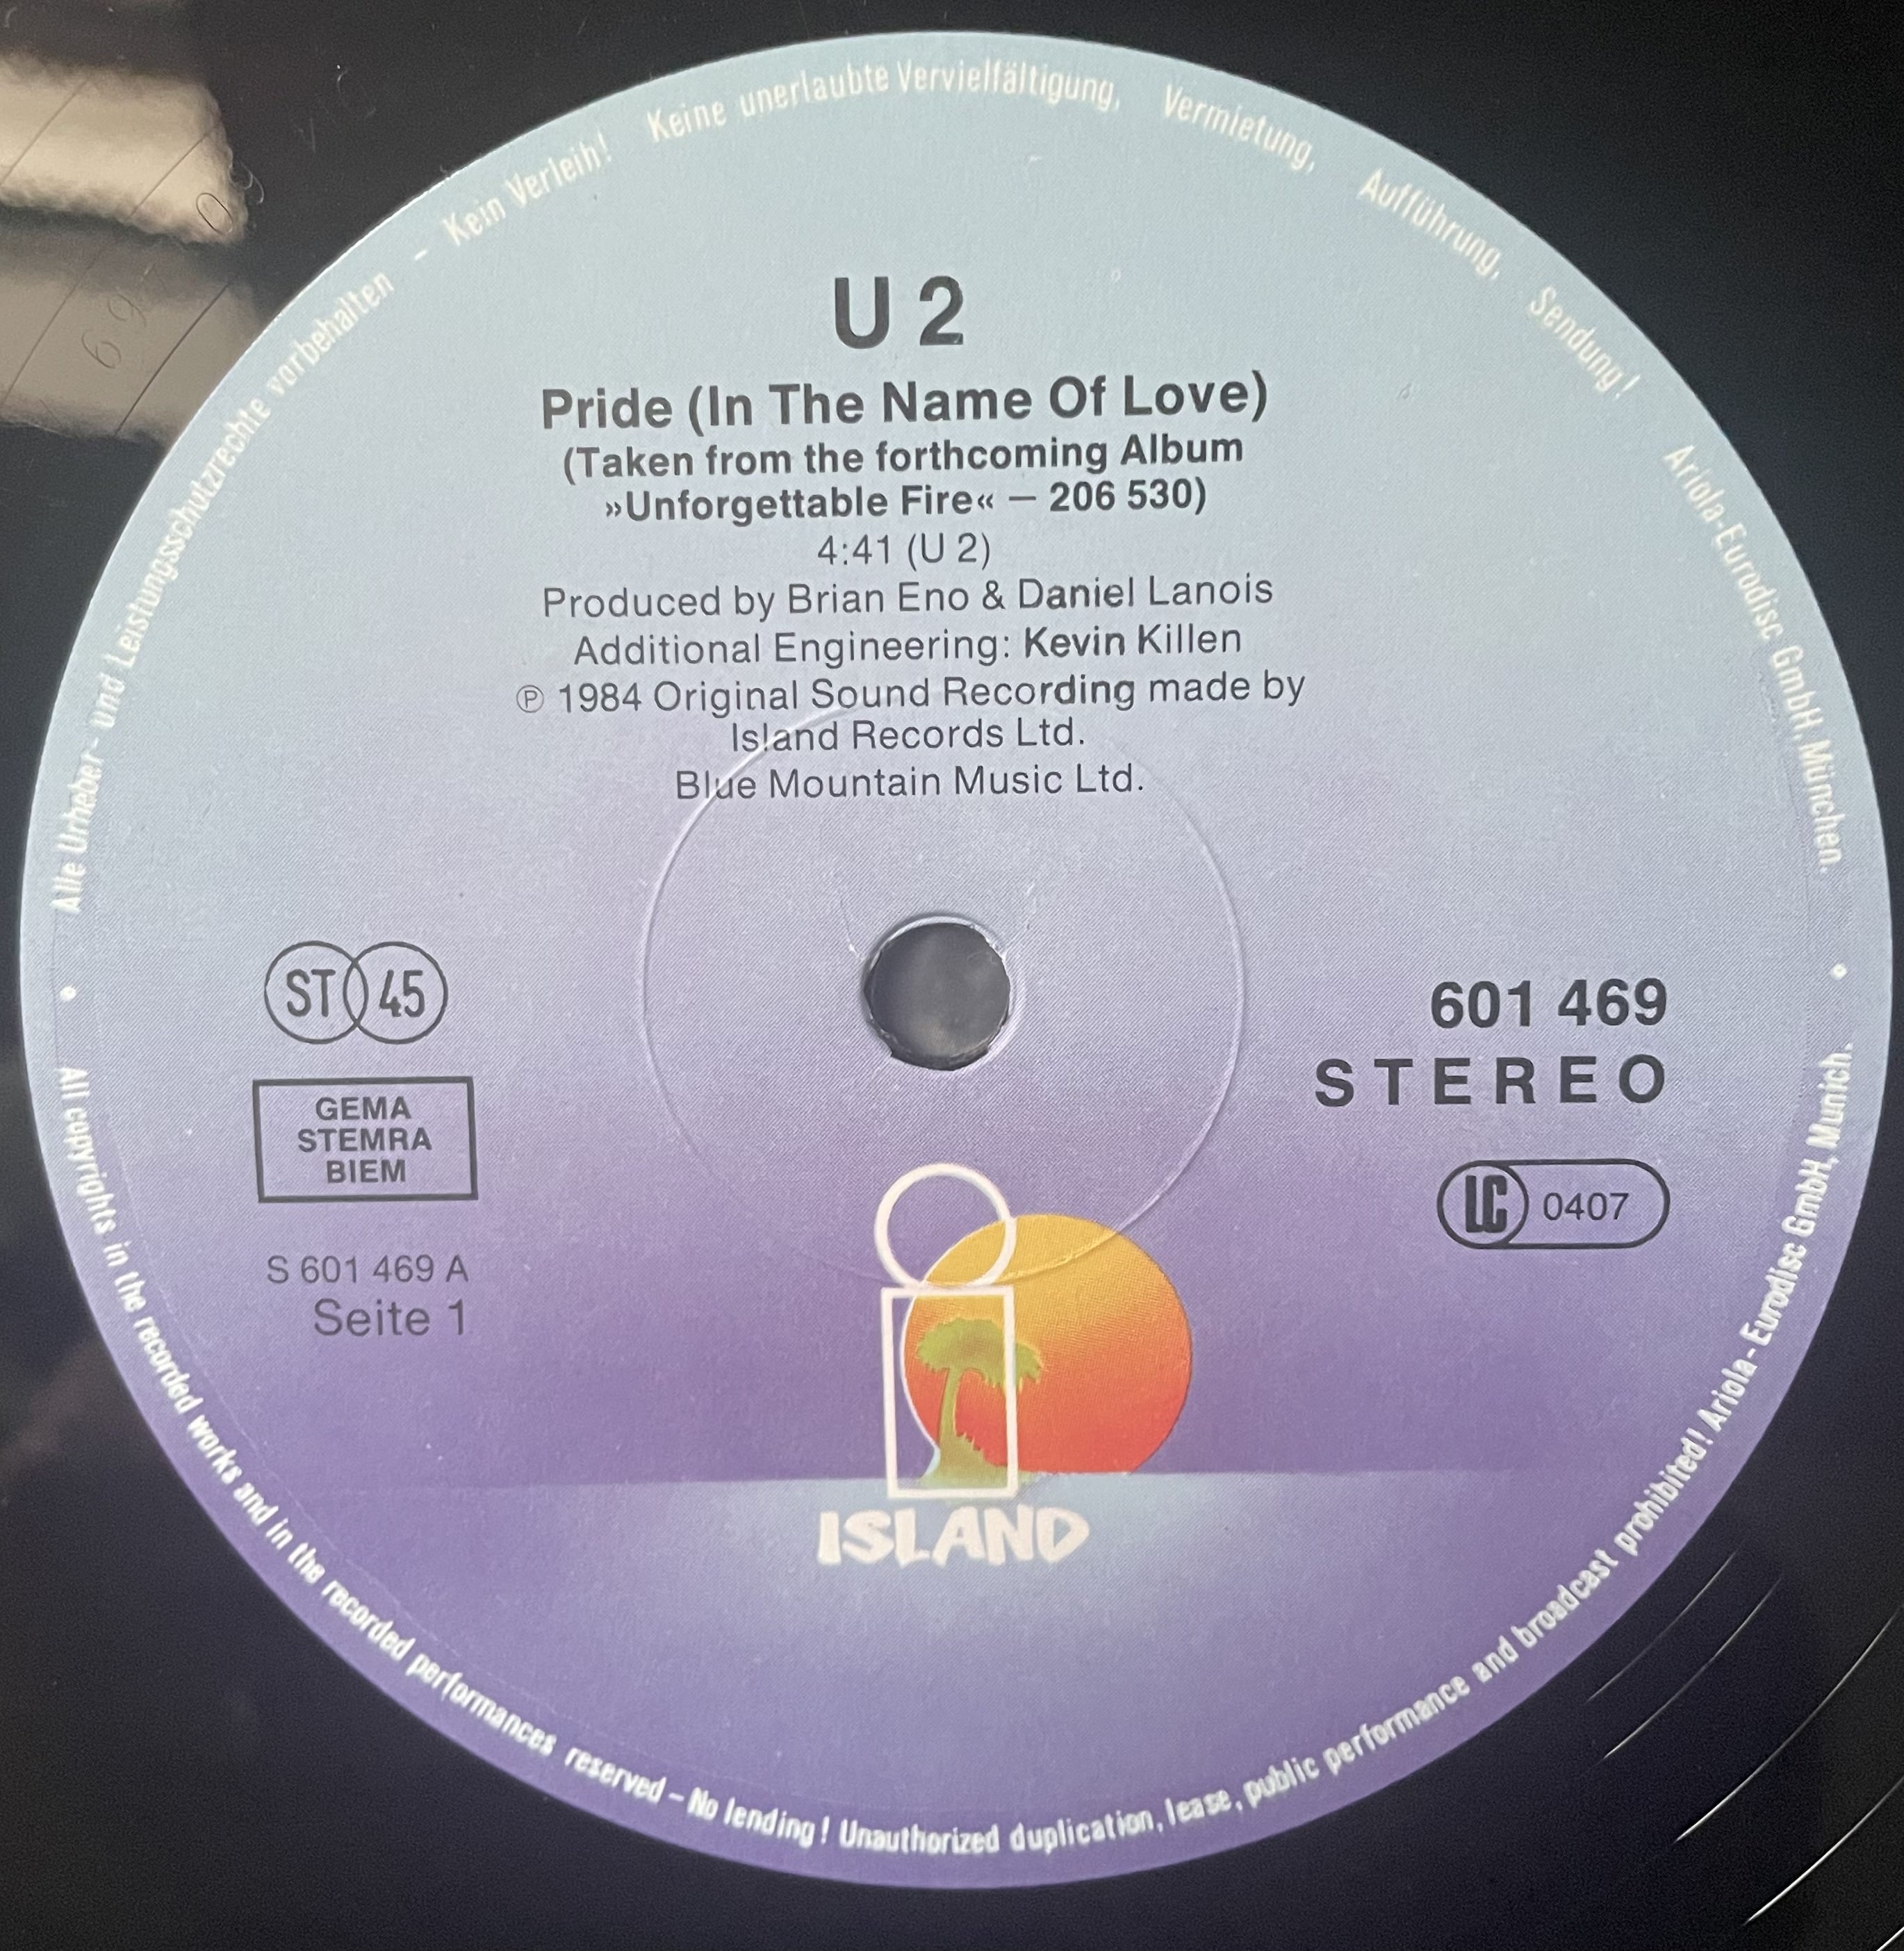 Alle Urheber- und Leistungsschutzrechte vorbehalten – Kein Verleih! Keine unerlaubte Vervielfältigung, Vermietung, Aufführung, Sendung! Ariola-Eurodisc GmbH, München.
U 2
Pride (In The Name Of Love)
(Taken from the forthcoming Album
»Unforgettable Fire« — 206 530)
4:41 (U 2)
Produced by Brian Eno & Daniel Lanois
Additional Engineering: Kevin Killen
℗ 1984 Original Sound Recording made by
Island Records Ltd.
Blue Mountain Music Ltd.
ST 45
GEMA
STEMRA
BIEM
S 601 469 A
Seite 1
601 469
STEREO
LC 0407
ISLAND
All copyrights in the recorded works and in the recorded performances reserved – No lending! Unauthorized duplication, lease, public performance and broadcast prohibited! Ariola-Eurodisc GmbH, Munich.